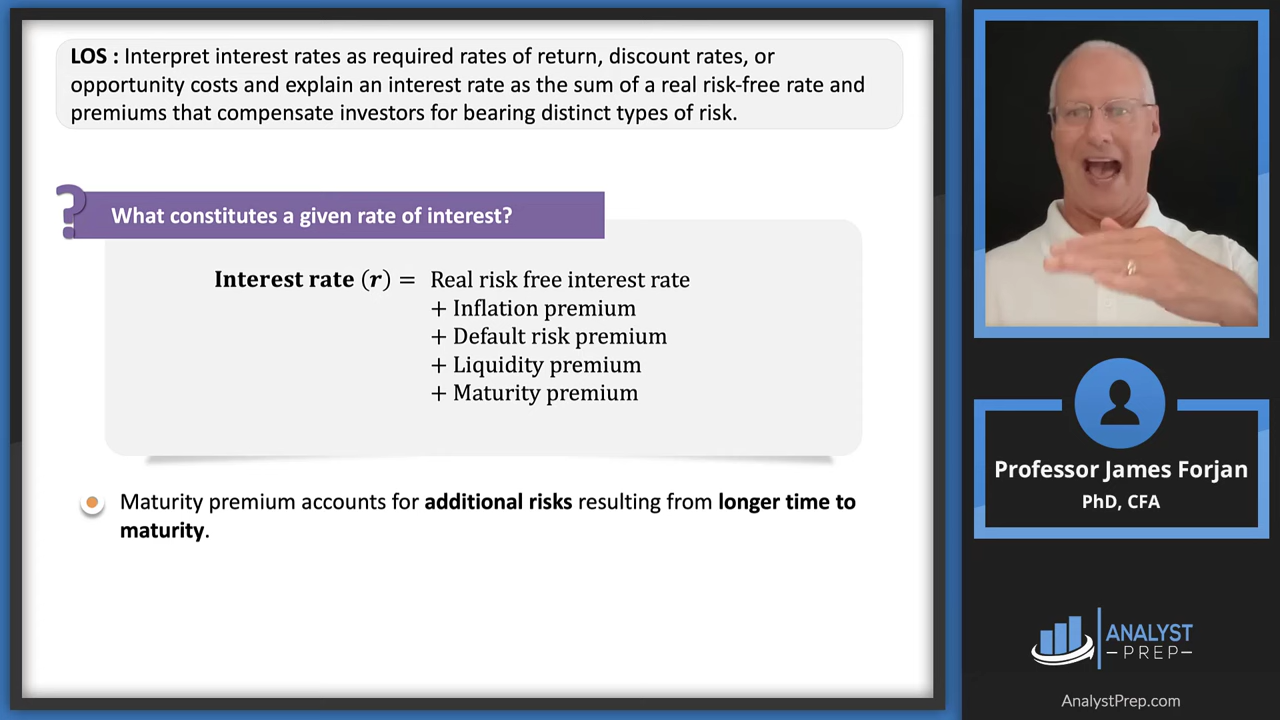 LOS : Interpret interest rates as required rates of return, discount rates, or
opportunity costs and explain an interest rate as the sum of a real risk-free rate and
premiums that compensate investors for bearing distinct types of risk.
?
What constitutes a given rate of interest?
Interest rate (r) = Real risk free interest rate
+ Inflation premium
+ Default risk premium
+ Liquidity premium
+ Maturity premium
Maturity premium accounts for additional risks resulting from longer time to
maturity.
Professor James Forjan
PhD, CFA
ANALYST
–PREP–
AnalystPrep.com